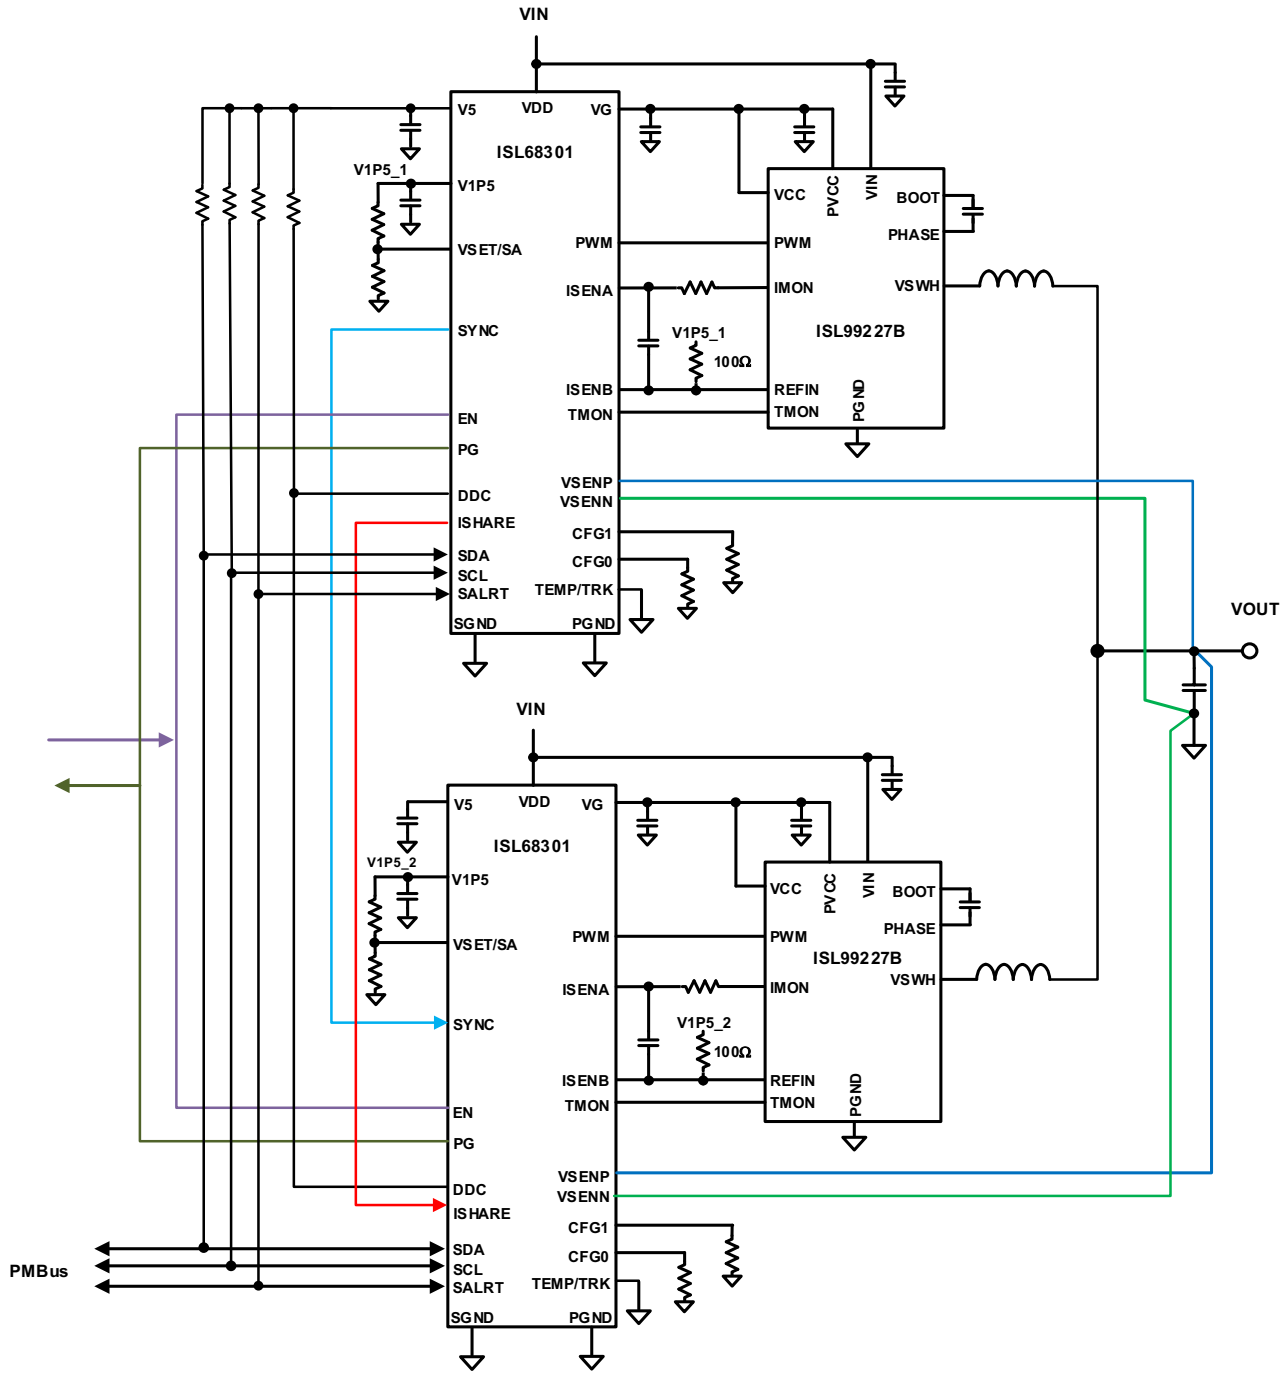 VIN
V5
VDD
VG
ISL68301
V1P5_1
V1P5
VCC
PVCC
VIN
BOOT
PHASE
VSET/SA
PWM
PWM
ISENA
IMON
VSWH
SYNC
V1P5_1
100Ω
ISL99227B
ISENB
REFIN
PGND
EN
TMON
TMON
PG
VSENP
DDC
VSENN
ISHARE
CFG1
SDA
CFG0
SCL
SALRT
TEMP/TRK
SGND
PGND
VOUT
VIN
V5
VDD
VG
ISL68301
V1P5_2
V1P5
VCC
PVCC
VIN
BOOT
PHASE
VSET/SA
PWM
PWM
ISL99227B
ISENA
IMON
VSWH
SYNC
V1P5_2
100Ω
ISENB
REFIN
PGND
EN
TMON
TMON
PG
VSENP
DDC
VSENN
ISHARE
CFG1
SDA
CFG0
PMBus
SCL
SALRT
TEMP/TRK
SGND
PGND